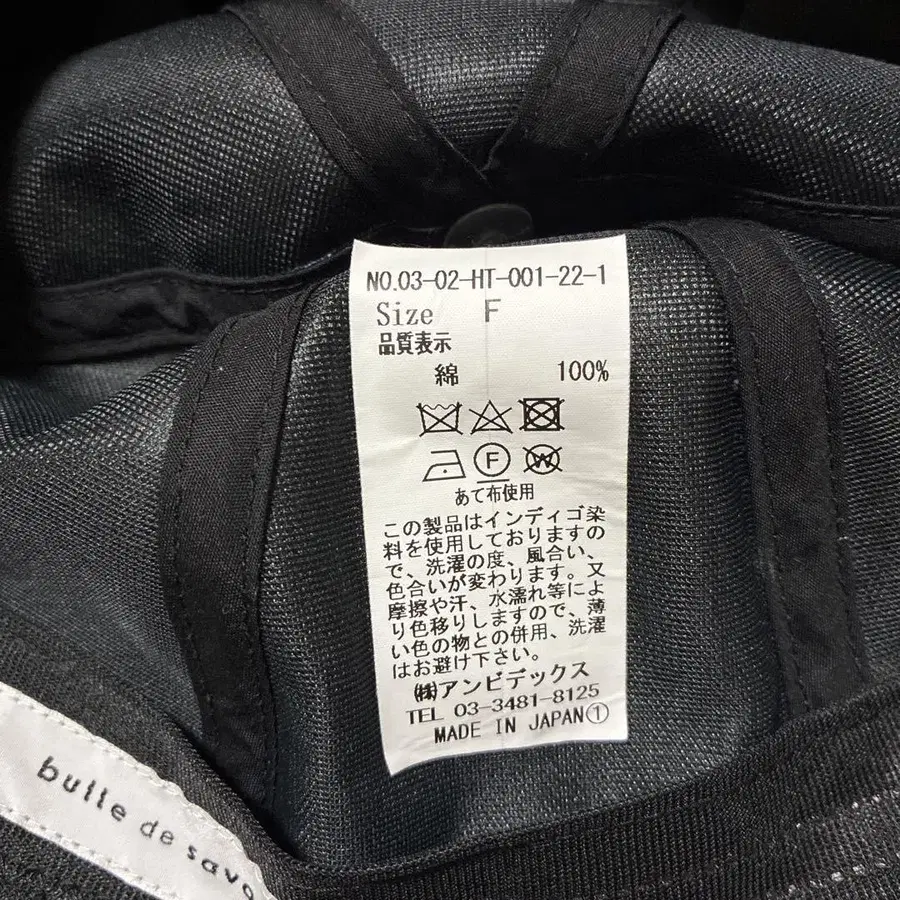 NO.03-02-HT-001-22-1
Size F
品質表示
綿 100%
F W
あて布使用
この製品はインディゴ染
料を使用しておりますの
で、洗濯の度、風合い、
色合いが変わります。又
摩擦や汗、水濡れ等によ
り色移りしますので、薄
い色の物との併用、洗濯
はお避け下さい。
㈱アンビデックス
TEL 03-3481-8125
MADE IN JAPAN①
bulle de savo